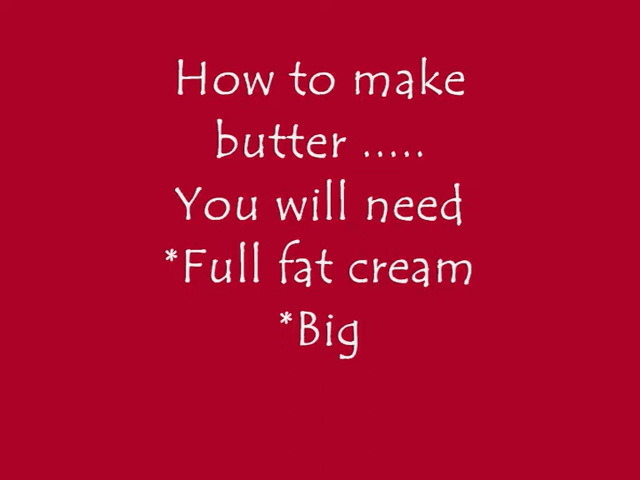 How to make
butter .....
You will need
*Full fat cream
*Big